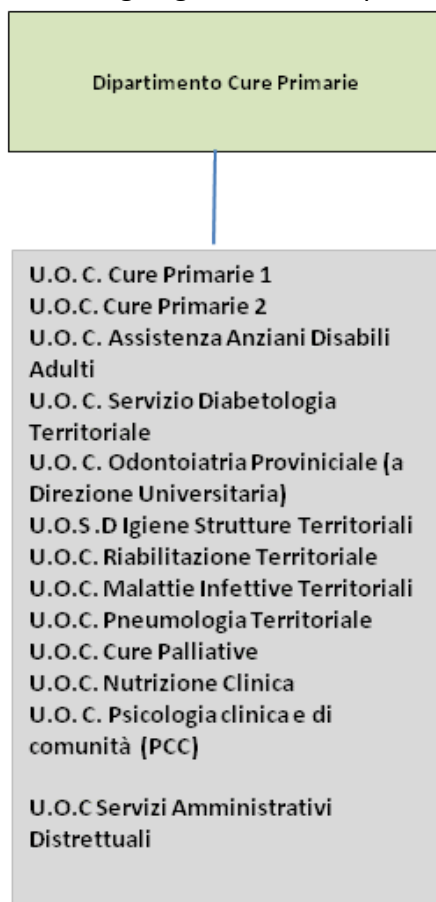 Dipartimento Cure Primarie
U.O. C. Cure Primarie 1
U.O.C. Cure Primarie 2
U.O. C. Assistenza Anziani Disabili
Adulti
U.O. C. Servizio Diabetologia
Territoriale
U.O. C. Odontoiatria Proviniciale (a
Direzione Universitaria)
U.O.S .D Igiene Strutture Territoriali
U.O.C. Riabilitazione Territoriale
U.O.C. Malattie Infettive Territoriali
U.O.C. Pneumologia Territoriale
U.O.C. Cure Palliative
U.O.C. Nutrizione Clinica
U.O. C. Psicologia clinica e di
comunità (PCC)
U.O.C Servizi Amministrativi
Distrettuali